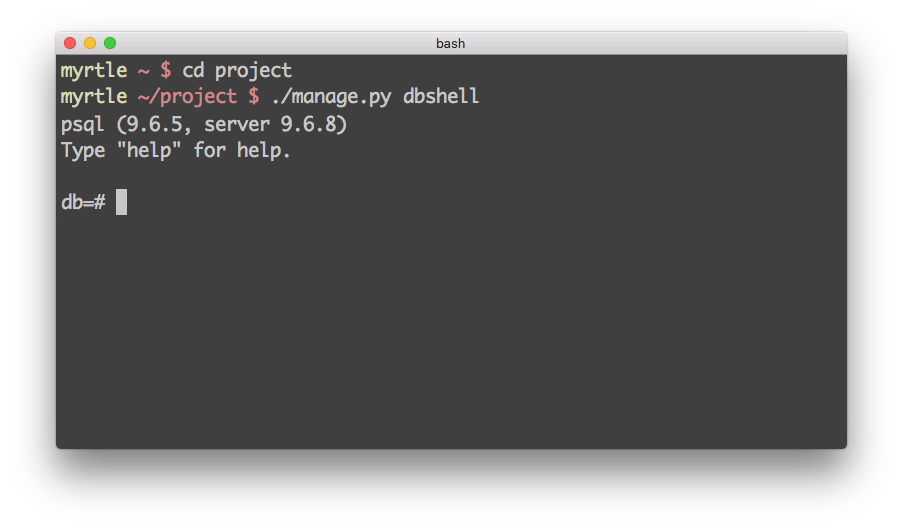 bash
myrtle ~ $ cd project
myrtle ~/project $ ./manage.py dbshell
psql (9.6.5, server 9.6.8)
Type "help" for help.
db=#